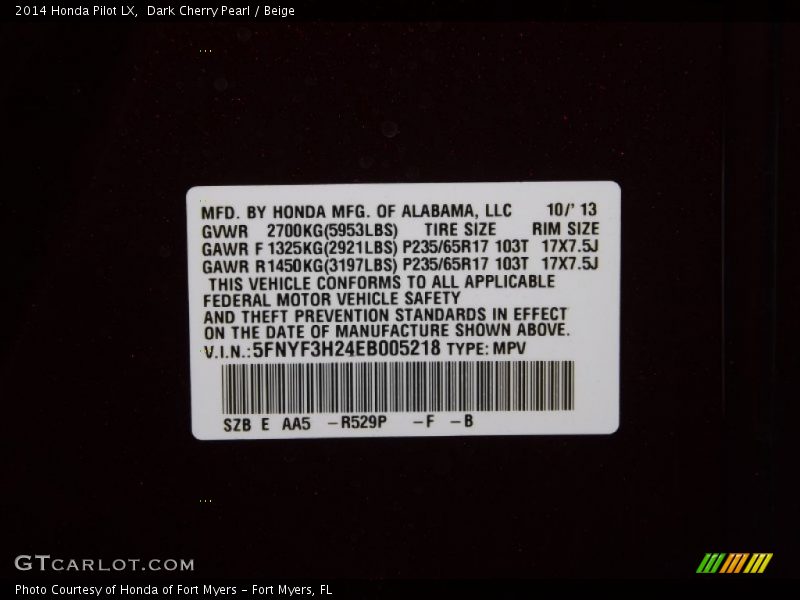 2014 Honda Pilot LX,  Dark Cherry Pearl / Beige
MFD. BY HONDA MFG. OF ALABAMA, LLC 10/' 13
GVWR 2700KG(5953LBS) TIRE SIZE RIM SIZE
GAWR F 1325KG(2921LBS) P235/65R17 103T 17X7.5J
GAWR R1450KG(3197LBS) P235/65R17 103T 17X7.5J
THIS VEHICLE CONFORMS TO ALL APPLICABLE
FEDERAL MOTOR VEHICLE SAFETY
AND THEFT PREVENTION STANDARDS IN EFFECT
ON THE DATE OF MANUFACTURE SHOWN ABOVE.
V.I.N.:5FNYF3H24EB005218 TYPE: MPV
SZB E AA5 -R529P -F -B
GTCARLOT.COM
Photo Courtesy of Honda of Fort Myers - Fort Myers, FL